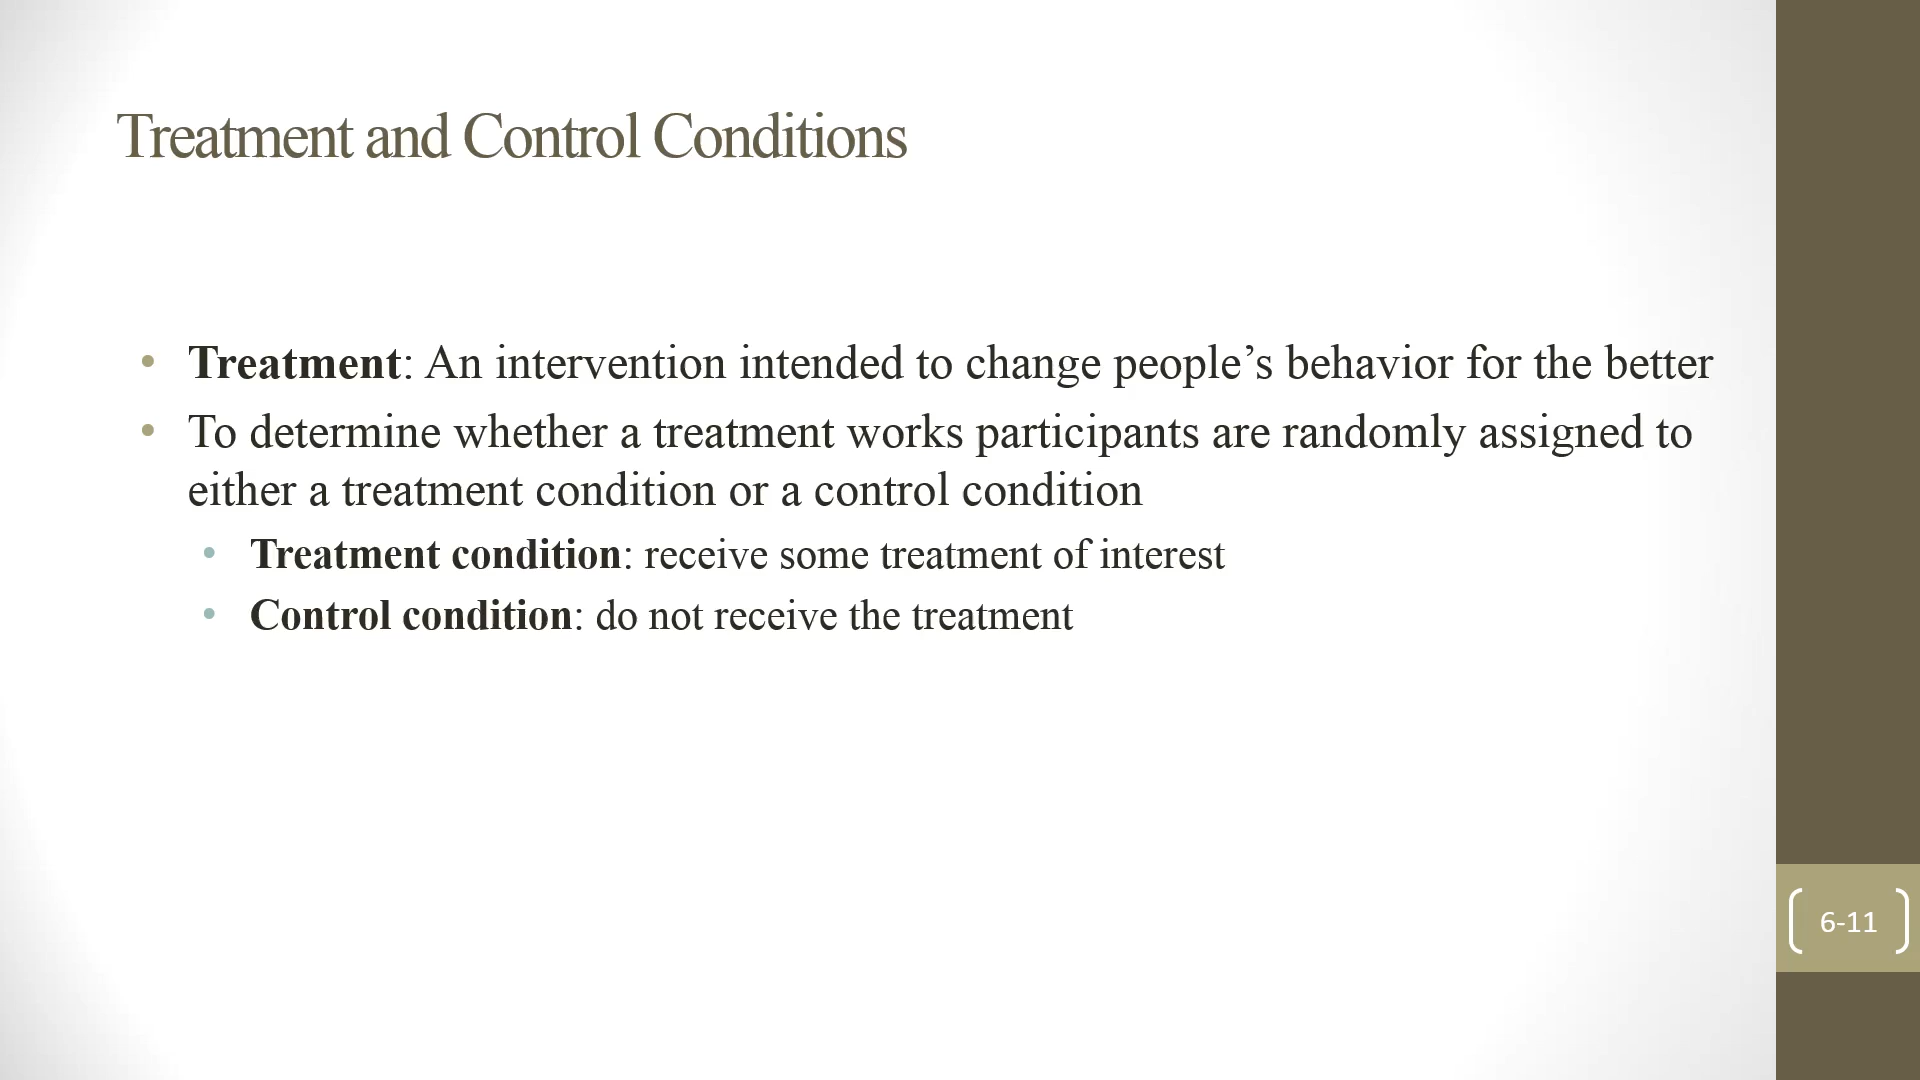 Treatment and Control Conditions
• Treatment: An intervention intended to change people’s behavior for the better
• To determine whether a treatment works participants are randomly assigned to
either a treatment condition or a control condition
• Treatment condition: receive some treatment of interest
• Control condition: do not receive the treatment
6-11